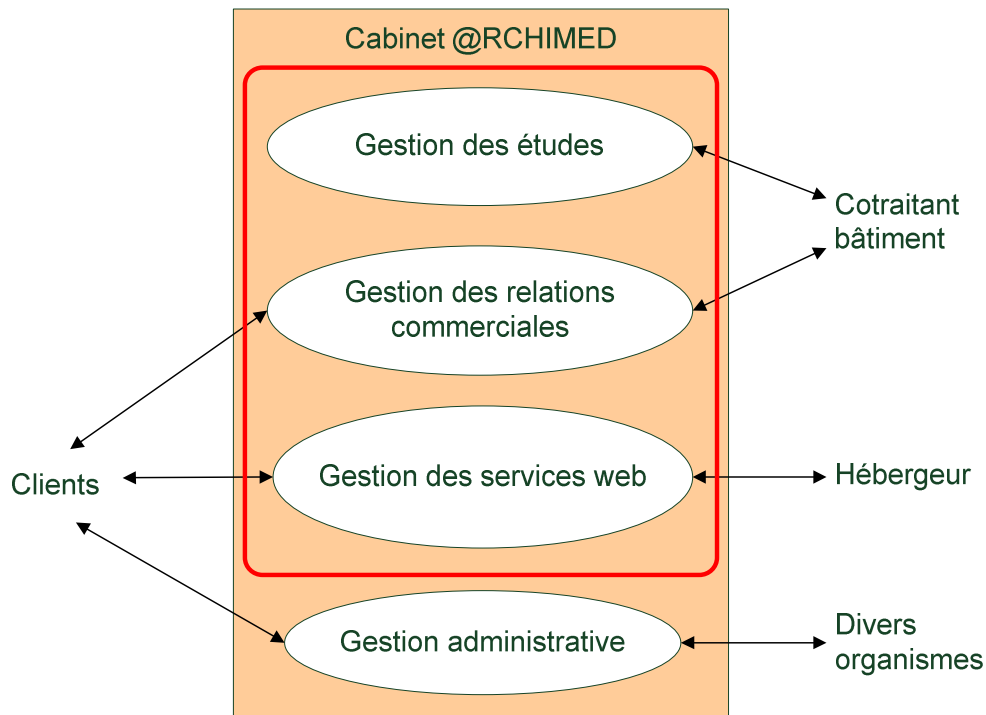 Cabinet @RCHIMED
Gestion des études
Cotraitant
bâtiment
Gestion des relations
commerciales
Clients
Gestion des services web
Hébergeur
Gestion administrative
Divers
organismes